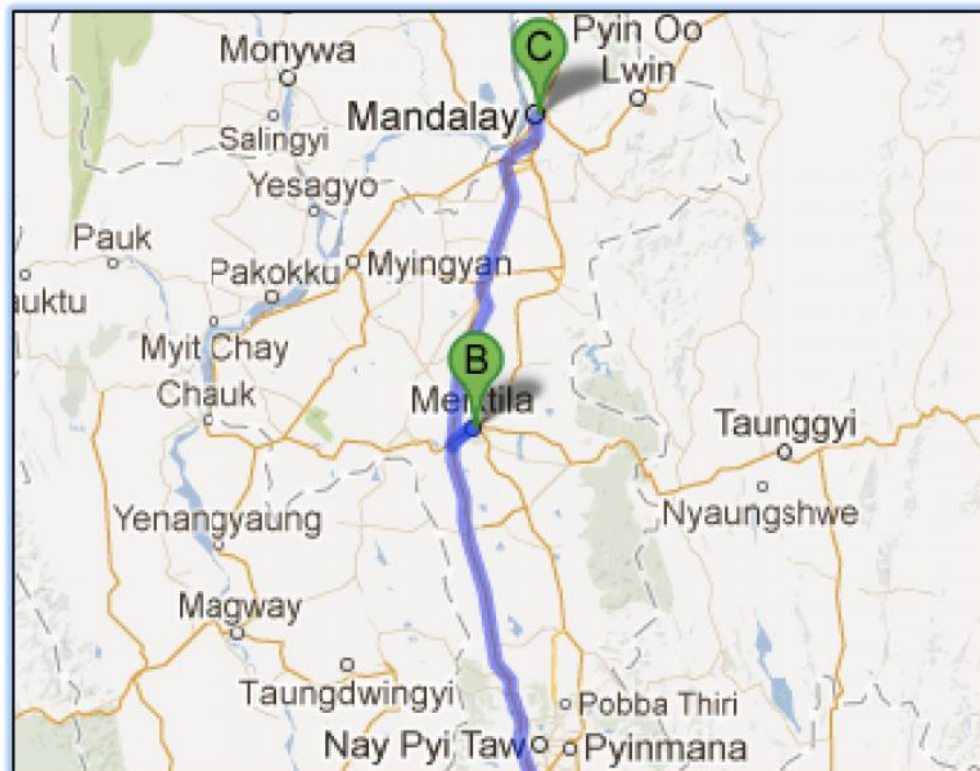 Monywa
C
Pyin Oo
Lwin
Mandalay
Salingyi
Yesagyo
Pauk
Pakokku
Myingyan
auktu
Myit Chay
B
Chauk
Meiktila
Taunggyi
Nyaungshwe
Yenangyaung
Magway
Taungdwingyi
Pobba Thiri
Nay Pyi Taw
Pyinmana